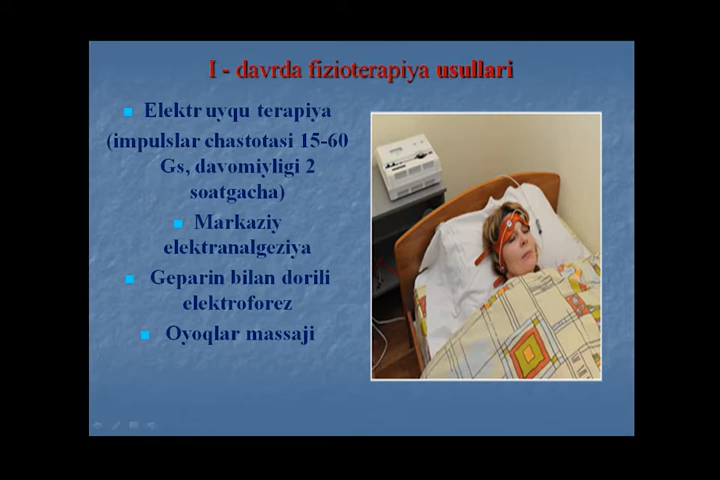 I - davrda fizioterapiya usullari
Elektr uyqu terapiya
(impulslar chastotasi 15-60
Gs, davomiyligi 2
soatgacha)
Markaziy
elektranalgeziya
Geparin bilan dorili
elektroforez
Oyoqlar massaji